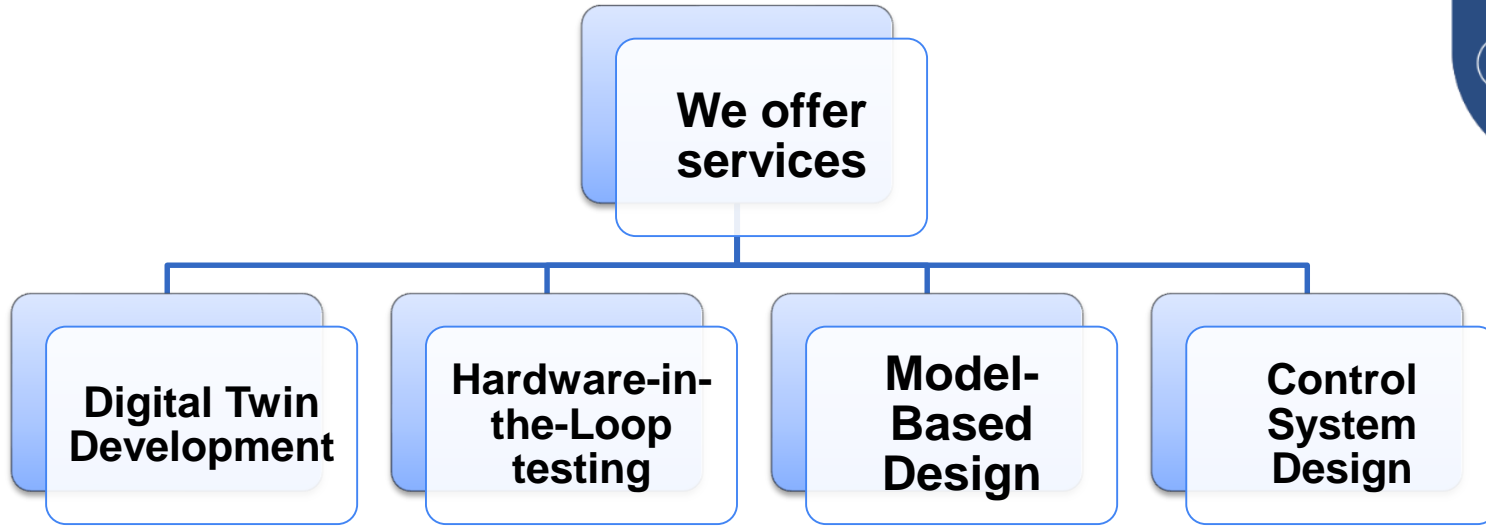 We offer
services
Digital Twin
Development
Hardware-in-
the-Loop
testing
Model-
Based
Design
Control
System
Design